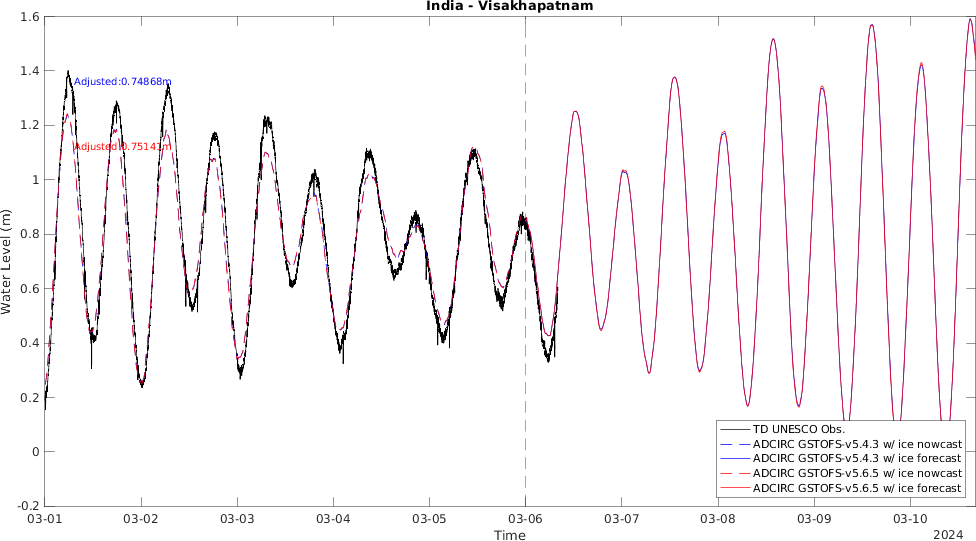 India - Visakhapatnam
1.6
1.4
1.2
1
0.8
0.6
0.4
0.2
0
-0.2
Water Level (m)
Adjusted:0.74868m
Adjusted:0.75141m
TD UNESCO Obs.
ADCIRC GSTOFS-v5.4.3 w/ ice nowcast
ADCIRC GSTOFS-v5.4.3 w/ ice forecast
ADCIRC GSTOFS-v5.6.5 w/ ice nowcast
ADCIRC GSTOFS-v5.6.5 w/ ice forecast
03-01 03-02 03-03 03-04 03-05 03-06 03-07 03-08 03-09 03-10
Time
2024